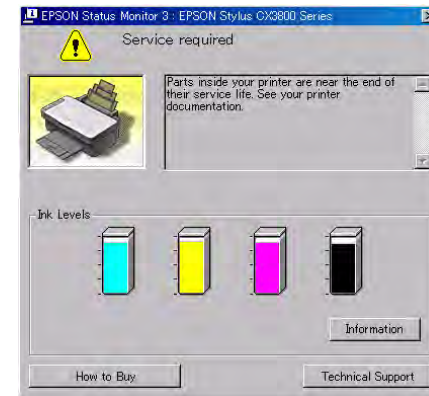 EPSON Status Monitor 3 : EPSON Stylus CX3800 Series
Service required
Parts inside your printer are near the end of
their service life. See your printer
documentation.
Ink Levels
Information
How to Buy
Technical Support